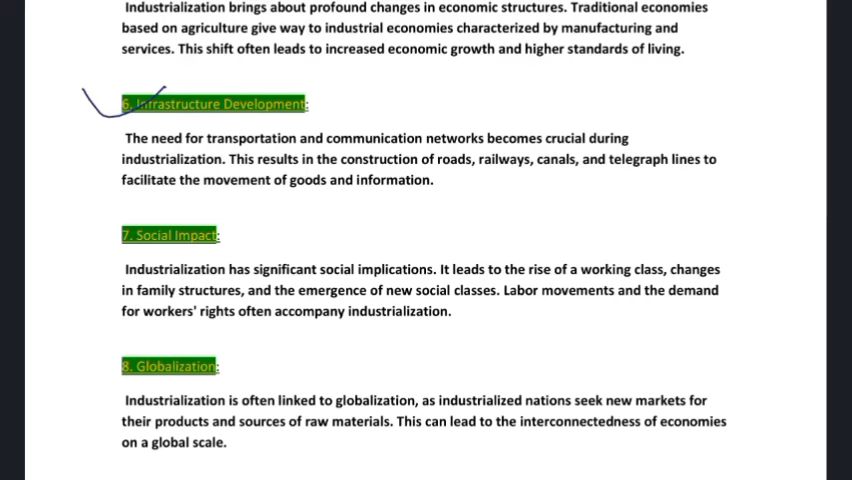 Industrialization brings about profound changes in economic structures. Traditional economies
based on agriculture give way to industrial economies characterized by manufacturing and
services. This shift often leads to increased economic growth and higher standards of living.
6. Infrastructure Development:
The need for transportation and communication networks becomes crucial during
industrialization. This results in the construction of roads, railways, canals, and telegraph lines to
facilitate the movement of goods and information.
7. Social Impact:
Industrialization has significant social implications. It leads to the rise of a working class, changes
in family structures, and the emergence of new social classes. Labor movements and the demand
for workers' rights often accompany industrialization.
8. Globalization:
Industrialization is often linked to globalization, as industrialized nations seek new markets for
their products and sources of raw materials. This can lead to the interconnectedness of economies
on a global scale.